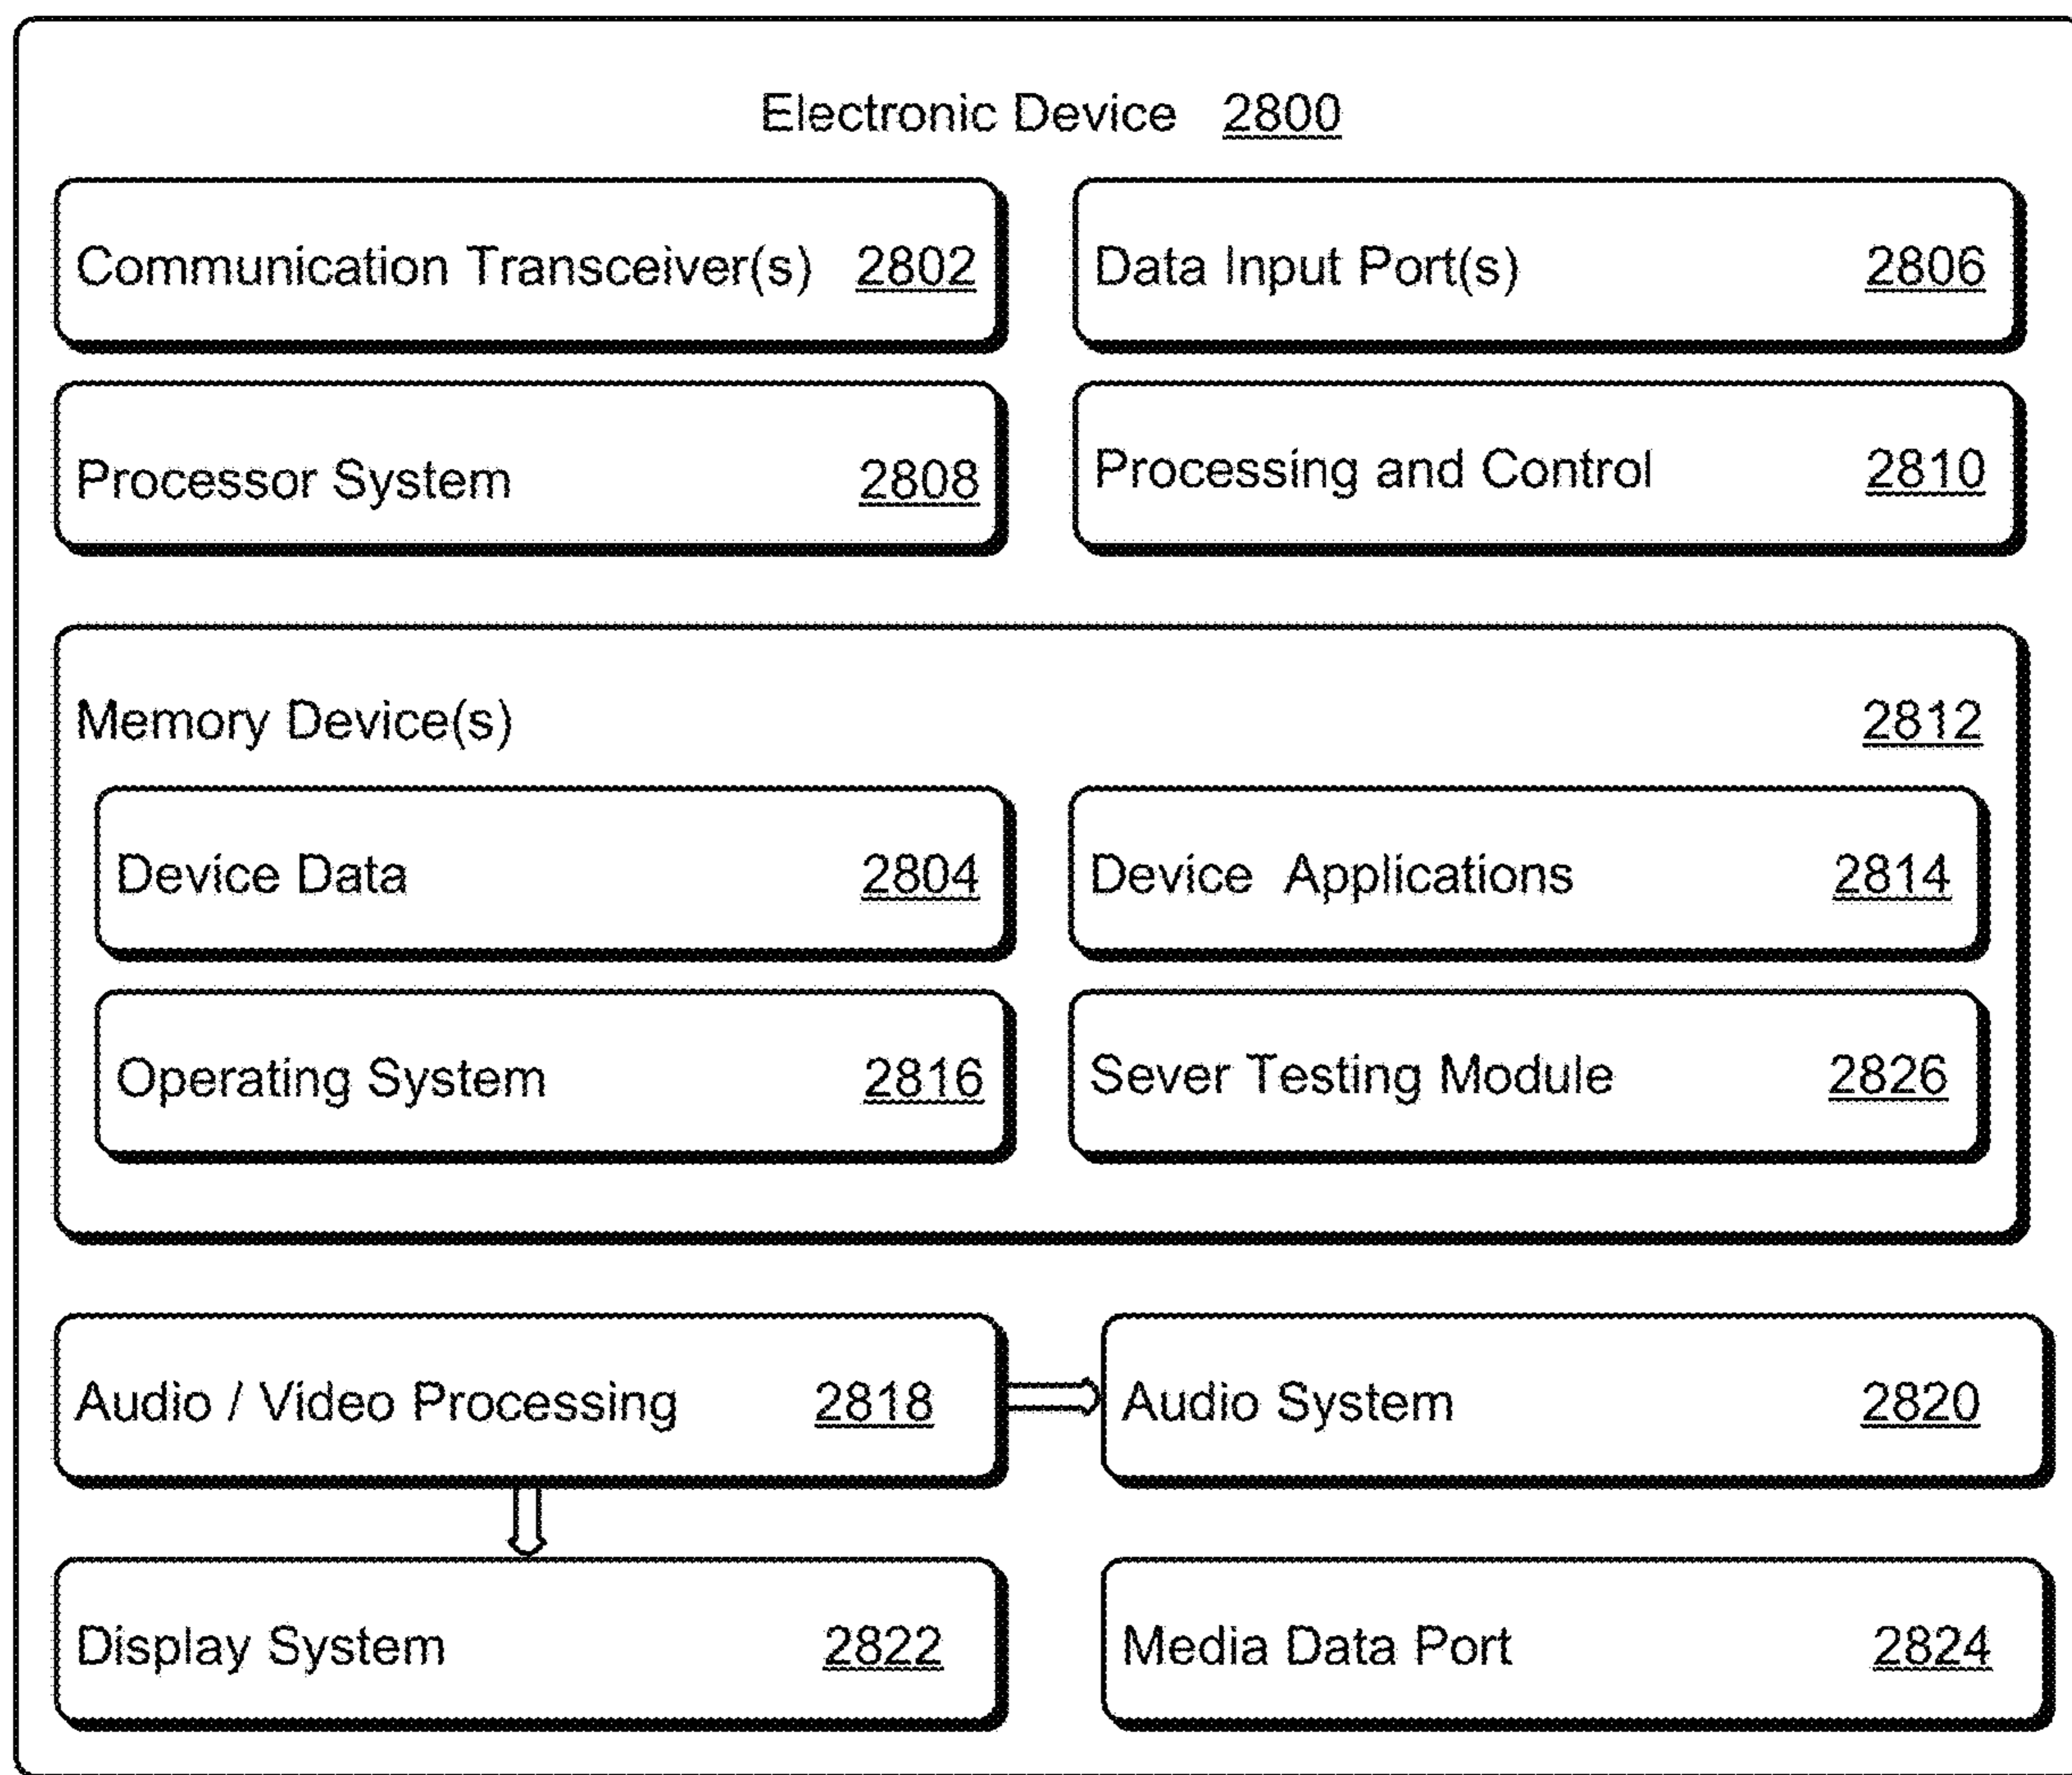 Electronic Device 2800
Communication Transceiver(s) 2802
Data Input Port(s) 2806
Processor System 2808
Processing and Control 2810
Memory Device(s) 2812
Device Data 2804
Device Applications 2814
Operating System 2816
Sever Testing Module 2826
Audio / Video Processing 2818
Audio System 2820
Display System 2822
Media Data Port 2824